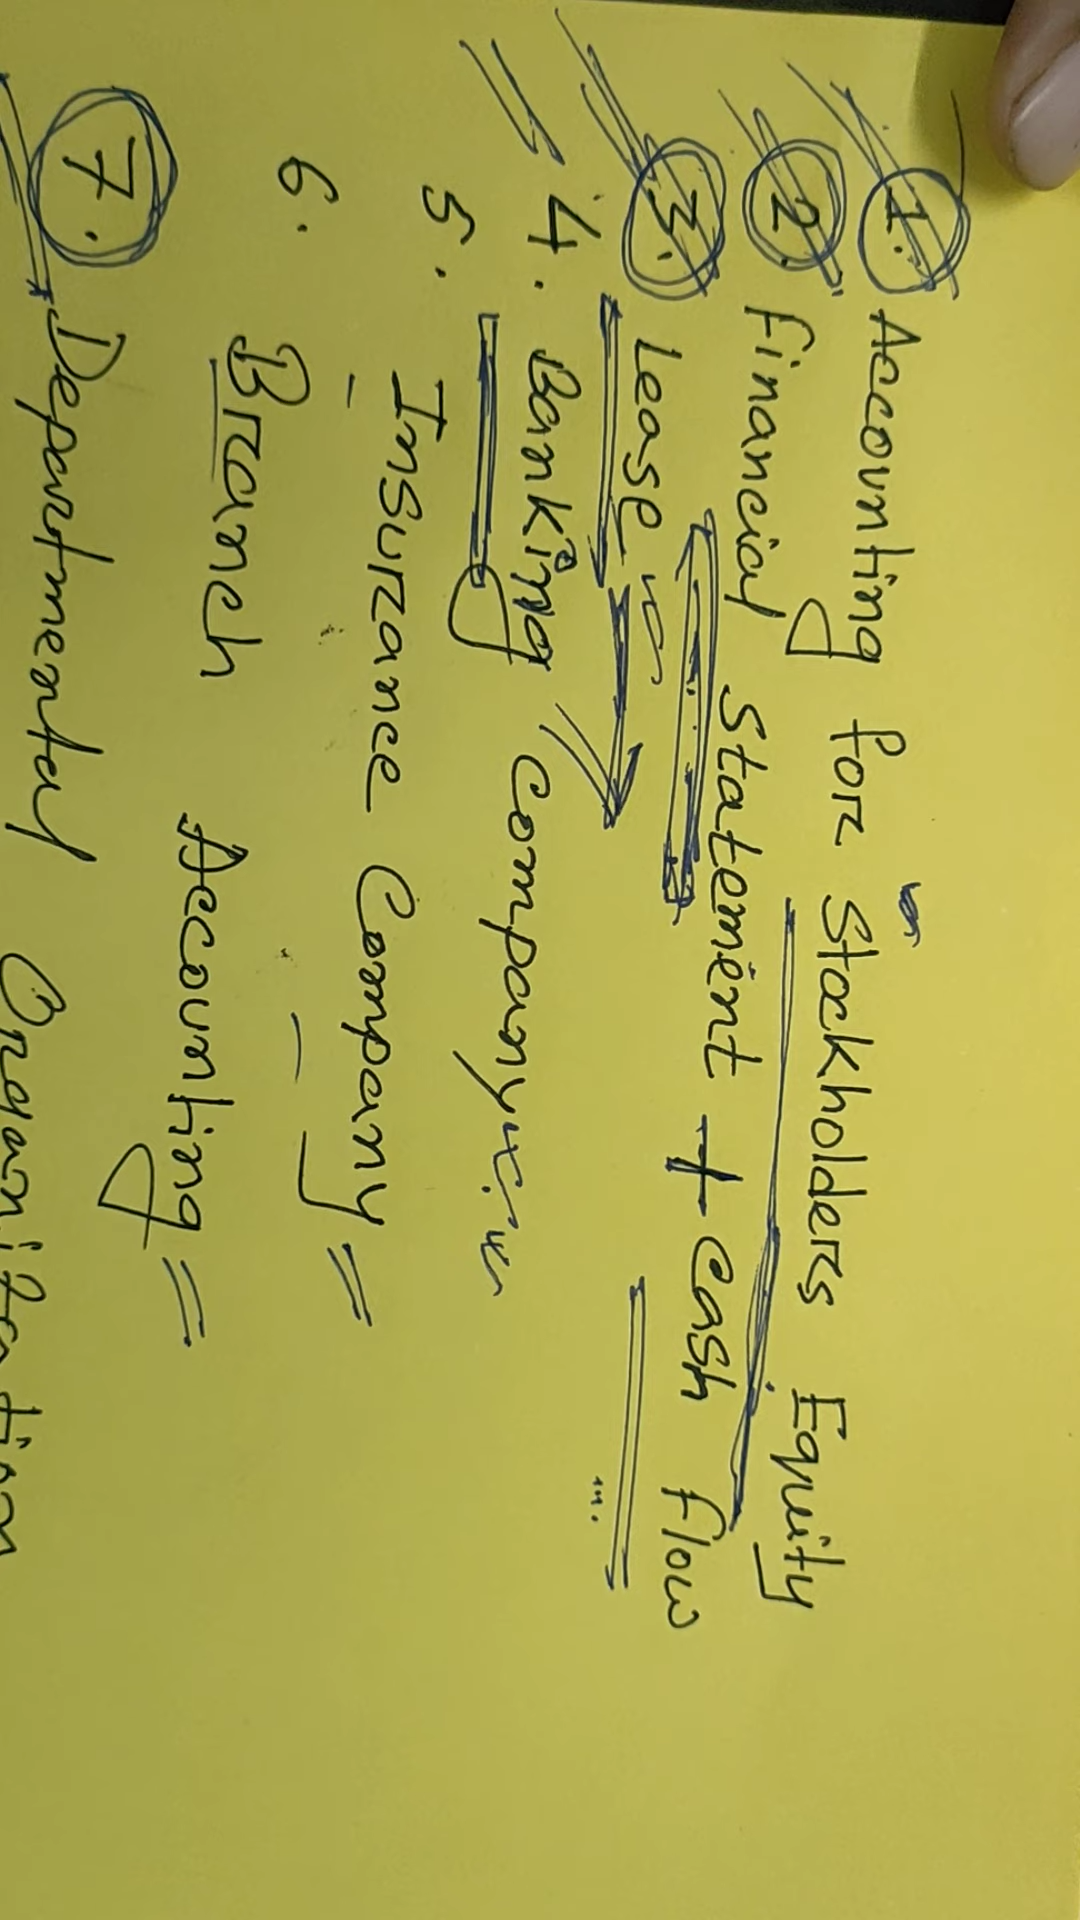 1. Accounting for Stockholders Equity
2. Financial Statement + Cash Flow
3. Lease
4. Banking Company
5. Insurance Company
6. Branch Accounting
7. Departmental